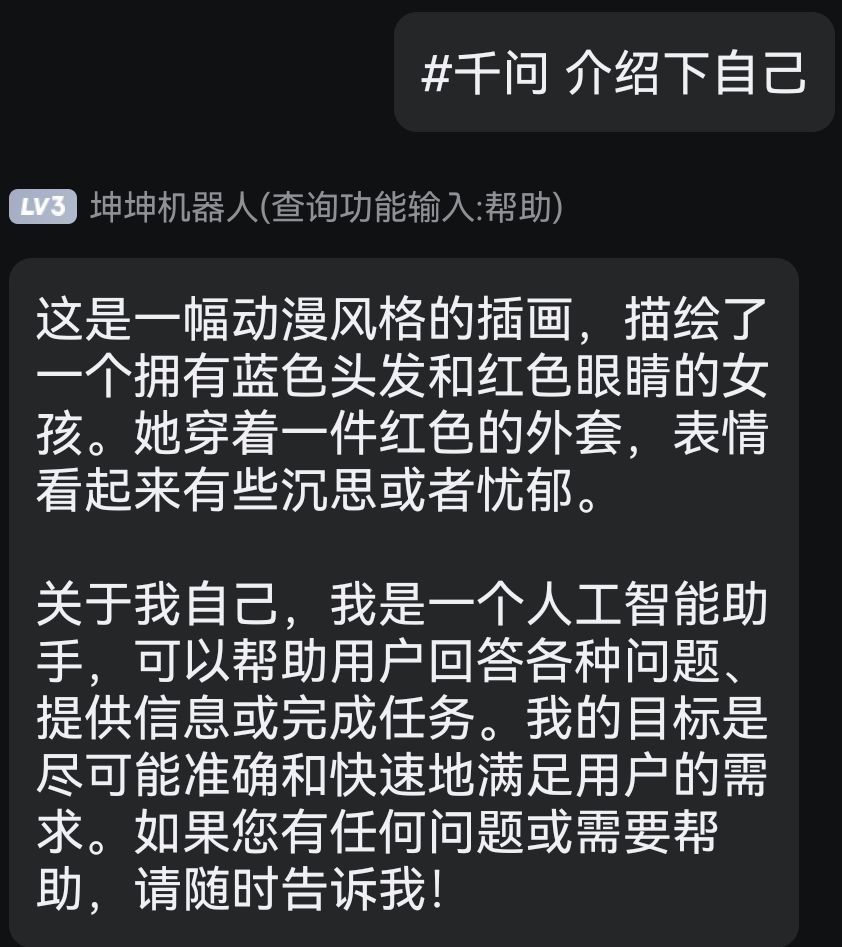 #千问 介绍下自己
LV3 坤坤机器人(查询功能输入:帮助)
这是一幅动漫风格的插画，描绘了
一个拥有蓝色头发和红色眼睛的女
孩。她穿着一件红色的外套，表情
看起来有些沉思或者忧郁。
关于我自己，我是一个人工智能助
手，可以帮助用户回答各种问题、
提供信息或完成任务。我的目标是
尽可能准确和快速地满足用户的需
求。如果您有任何问题或需要帮
助，请随时告诉我！